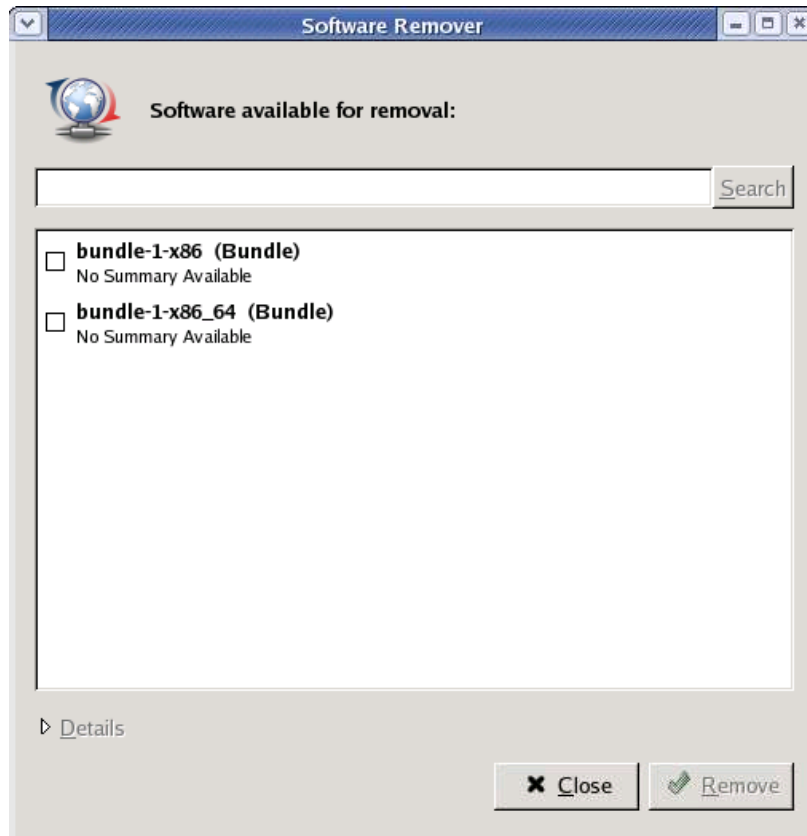 Software Remover
Software available for removal:
Search
bundle-1-x86 (Bundle)
No Summary Available
bundle-1-x86_64 (Bundle)
No Summary Available
Details
Close
Remove